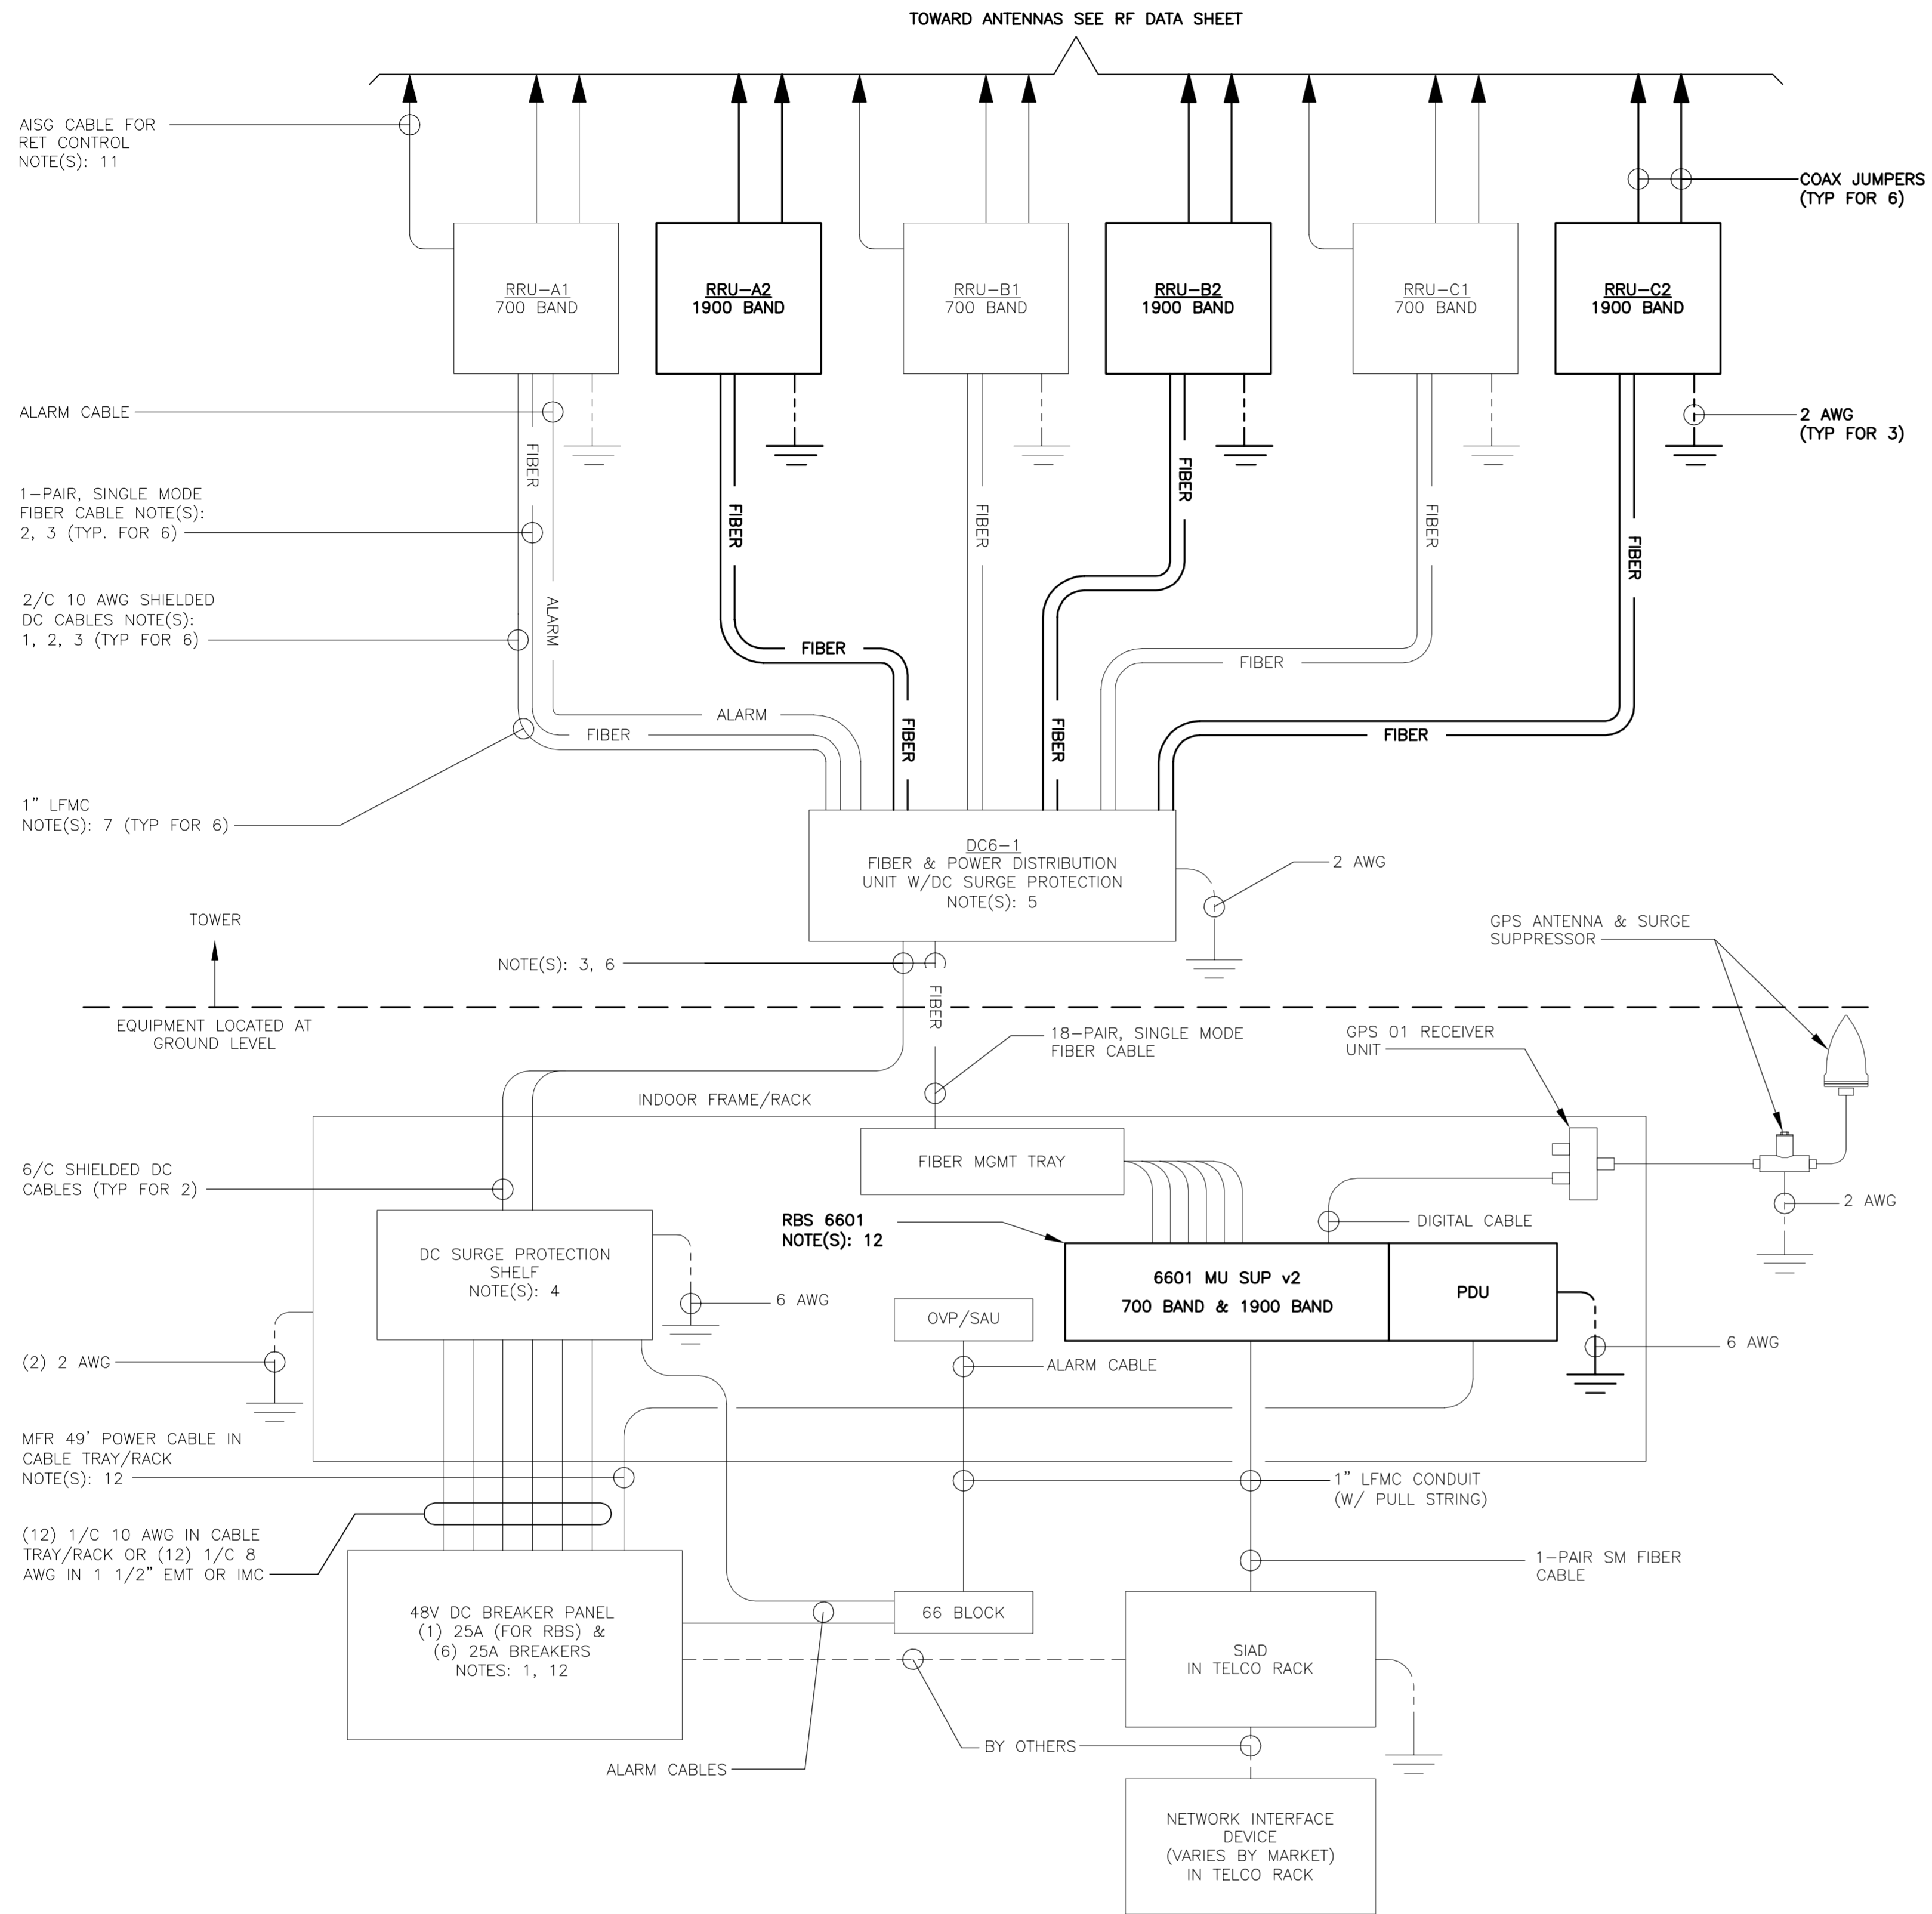 TOWARD ANTENNAS SEE RF DATA SHEET
AISG CABLE FOR
RET CONTROL
NOTE(S): 11
COAX JUMPERS
(TYP FOR 6)
RRU-A1
700 BAND
RRU-A2
1900 BAND
RRU-B1
700 BAND
RRU-B2
1900 BAND
RRU-C1
700 BAND
RRU-C2
1900 BAND
ALARM CABLE
2 AWG
(TYP FOR 3)
FIBER
FIBER
FIBER
FIBER
FIBER
FIBER
1-PAIR, SINGLE MODE
FIBER CABLE NOTE(S):
2, 3 (TYP. FOR 6)
2/C 10 AWG SHIELDED
DC CABLES NOTE(S):
1, 2, 3 (TYP FOR 6)
ALARM
FIBER
FIBER
ALARM
FIBER
FIBER
FIBER
FIBER
1" LFMC
NOTE(S): 7 (TYP FOR 6)
DC6-1
FIBER & POWER DISTRIBUTION
UNIT W/DC SURGE PROTECTION
NOTE(S): 5
2 AWG
TOWER
GPS ANTENNA & SURGE
SUPPRESSOR
NOTE(S): 3, 6
FIBER
EQUIPMENT LOCATED AT
GROUND LEVEL
18-PAIR, SINGLE MODE
FIBER CABLE
GPS 01 RECEIVER
UNIT
INDOOR FRAME/RACK
FIBER MGMT TRAY
6/C SHIELDED DC
CABLES (TYP FOR 2)
2 AWG
RBS 6601
NOTE(S): 12
DIGITAL CABLE
DC SURGE PROTECTION
SHELF
NOTE(S): 4
6601 MU SUP v2
700 BAND & 1900 BAND
PDU
6 AWG
OVP/SAU
6 AWG
(2) 2 AWG
ALARM CABLE
MFR 49' POWER CABLE IN
CABLE TRAY/RACK
NOTE(S): 12
1" LFMC CONDUIT
(W/ PULL STRING)
(12) 1/C 10 AWG IN CABLE
TRAY/RACK OR (12) 1/C 8
AWG IN 1 1/2" EMT OR IMC
1-PAIR SM FIBER
CABLE
48V DC BREAKER PANEL
(1) 25A (FOR RBS) &
(6) 25A BREAKERS
NOTES: 1, 12
66 BLOCK
SIAD
IN TELCO RACK
BY OTHERS
ALARM CABLES
NETWORK INTERFACE
DEVICE
(VARIES BY MARKET)
IN TELCO RACK